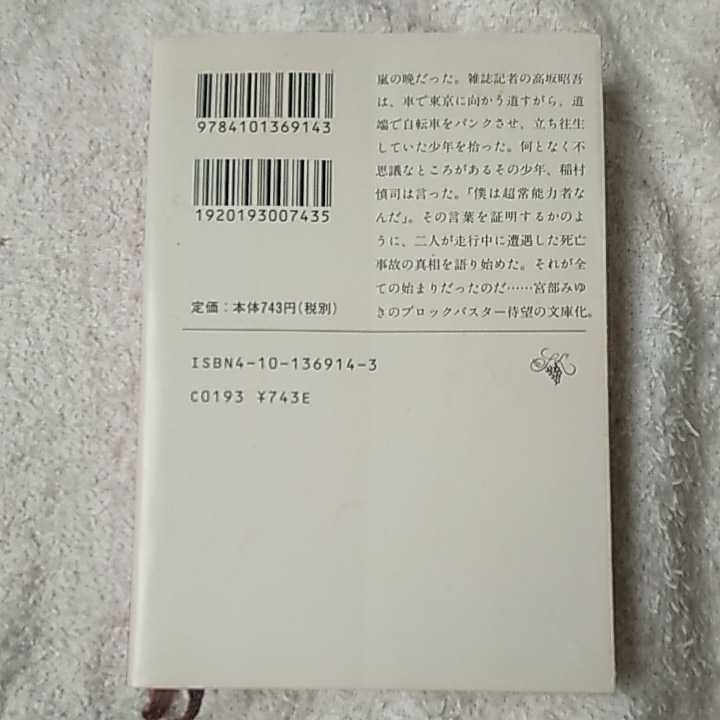 9784101369143
1920193007435
定価：本体743円(税別)
嵐の晩だった。雑誌記者の高坂昭吾
は、車で東京に向かう道すがら、道
端で自転車をパンクさせ、立ち往生
していた少年を拾った。何となく不
思議なところがあるその少年、稲村
慎司は言った。「僕は超常能力者な
んだ」。その言葉を証明するかのよ
うに、二人が走行中に遭遇した死亡
事故の真相を語り始めた。それが全
ての始まりだったのだ……宮部みゆ
きのブロックバスター待望の文庫化。
ISBN4-10-136914-3
C0193 ¥743E